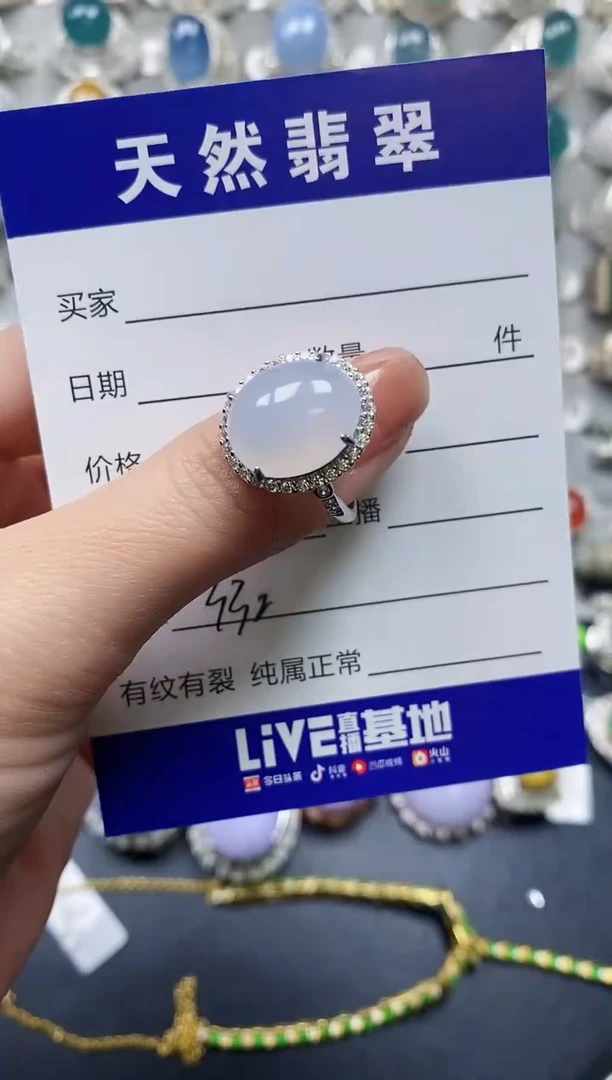 天然翡翠
买家
日期 数量 件
价格
播
有纹有裂 纯属正常
LiVE直播基地
今日头条 抖音 西瓜视频 火山